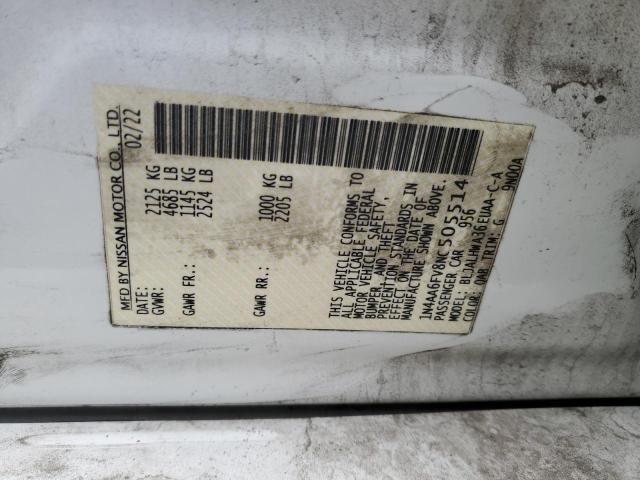 MFD BY NISSAN MOTOR CO., LTD.
DATE: 02/22
GVWR: 2125 KG
4685 LB
GAWR FR.: 1145 KG
2524 LB
GAWR RR.: 1000 KG
2205 LB
THIS VEHICLE CONFORMS TO
ALL APPLICABLE FEDERAL
MOTOR VEHICLE SAFETY,
BUMPER, AND THEFT
PREVENTION STANDARDS IN
EFFECT ON THE DATE OF
MANUFACTURE SHOWN ABOVE.
1N4AA6FV8NC505514
PASSENGER CAR 956
MODEL: BLJALHWA36EUAA-C-A
COLOR: QAB TRIM: G 9N00A